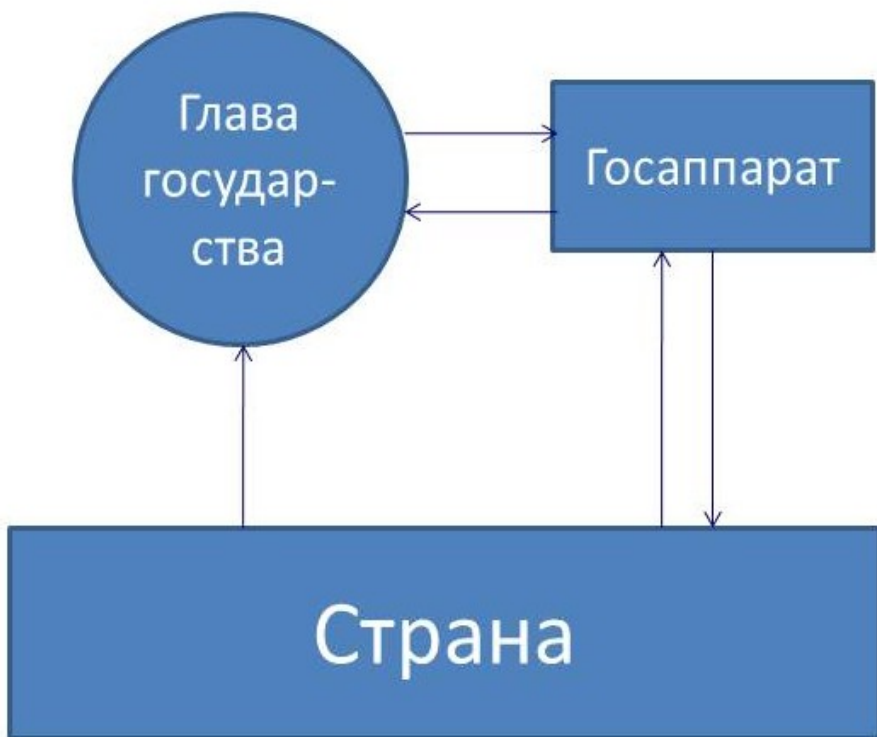 Глава
государ-
ства
Госаппарат
Страна